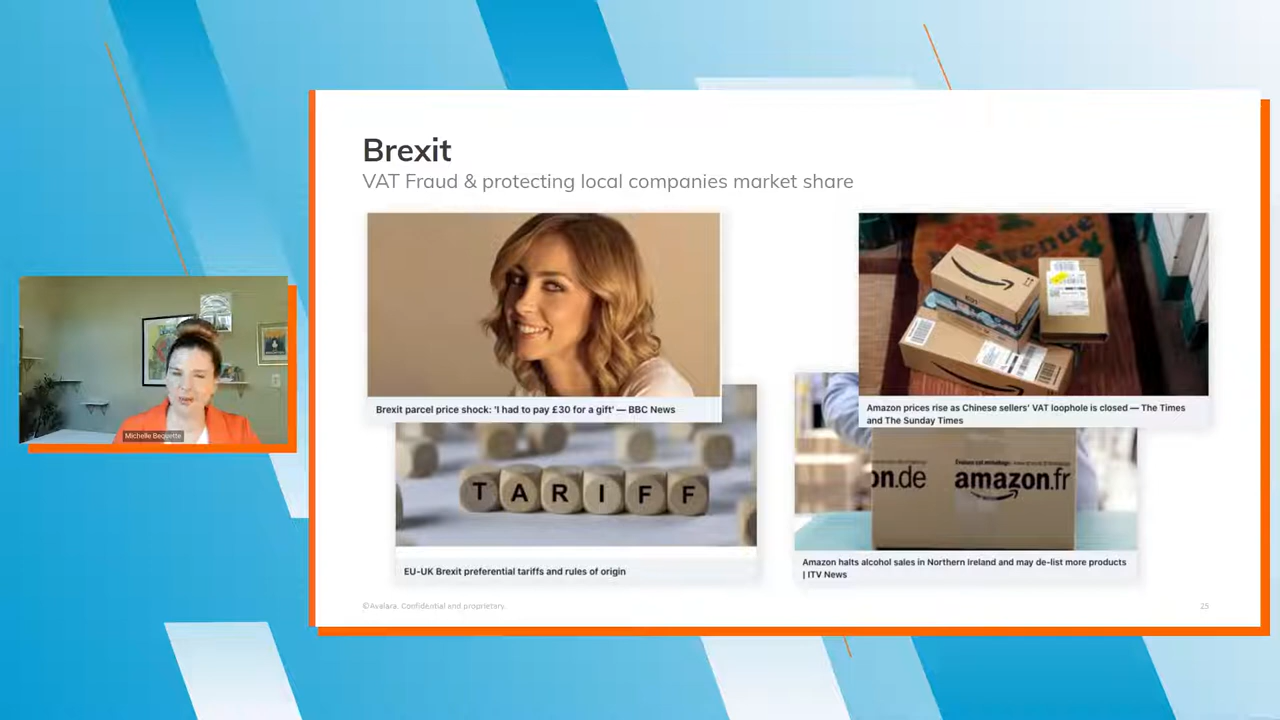 Brexit
VAT Fraud & protecting local companies market share
Brexit parcel price shock: 'I had to pay £30 for a gift' — BBC News
Amazon prices rise as Chinese sellers' VAT loophole is closed — The Times
and The Sunday Times
TARIFF
on.de
amazon.fr
EU-UK Brexit preferential tariffs and rules of origin
Amazon halts alcohol sales in Northern Ireland and may de-list more products
| ITV News
Michelle Bequette
©Avalara. Confidential and proprietary.
25